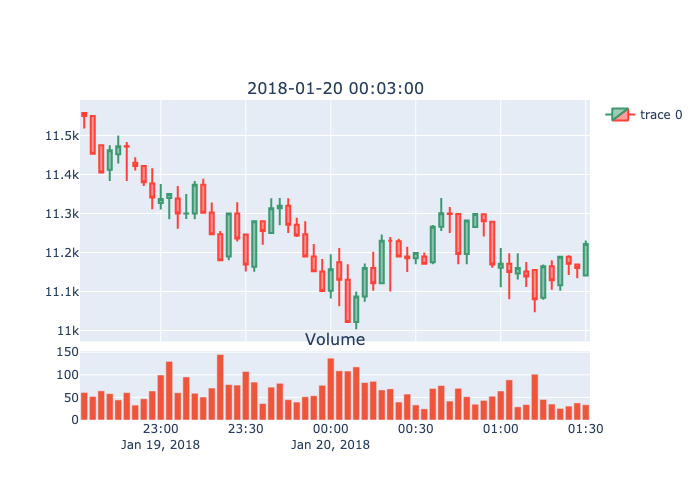 2018-01-20 00:03:00
trace 0
11.5k
11.4k
11.3k
11.2k
11.1k
11k
Volume
150
100
50
0
23:00 23:30 00:00 00:30 01:00 01:30
Jan 19, 2018 Jan 20, 2018